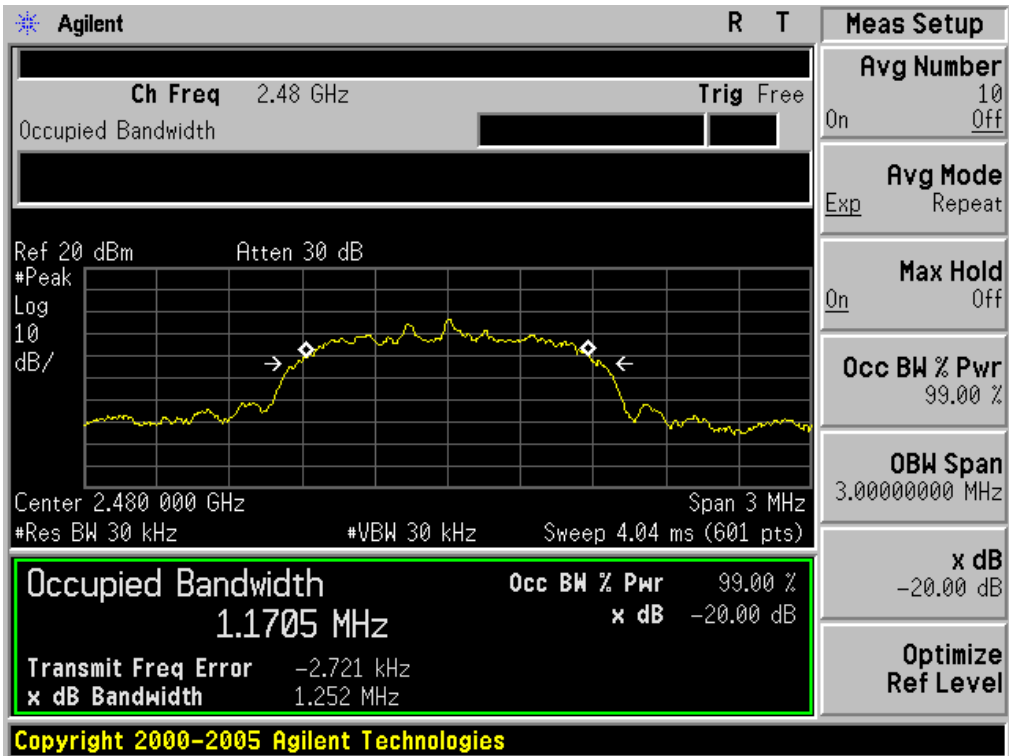 Agilent R T
Ch Freq 2.48 GHz Trig Free
Occupied Bandwidth
Ref 20 dBm Atten 30 dB
#Peak
Log
10
dB/
Center 2.480 000 GHz Span 3 MHz
#Res BW 30 kHz #VBW 30 kHz Sweep 4.04 ms (601 pts)
Occupied Bandwidth Occ BW % Pwr 99.00 %
1.1705 MHz x dB -20.00 dB
Transmit Freq Error -2.721 kHz
x dB Bandwidth 1.252 MHz
Copyright 2000-2005 Agilent Technologies
Meas Setup
Avg Number
10
On Off
Avg Mode
Exp Repeat
Max Hold
On Off
Occ BW % Pwr
99.00 %
OBW Span
3.00000000 MHz
x dB
-20.00 dB
Optimize
Ref Level